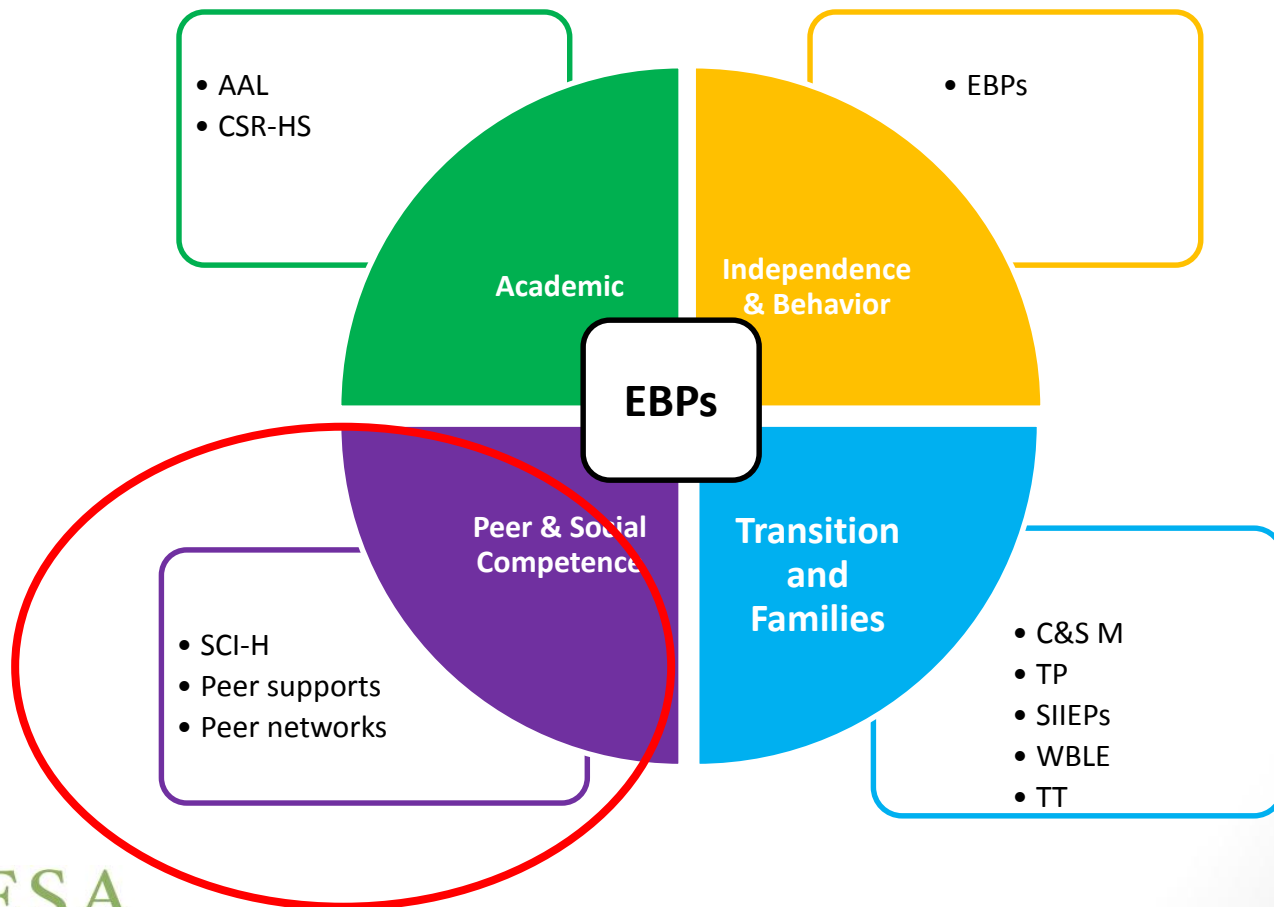 • AAL
• CSR-HS
• EBPs
Academic
Independence
& Behavior
EBPs
Peer & Social
Competence
Transition
and
Families
• SCI-H
• Peer supports
• Peer networks
• C&S M
• TP
• SIIEPs
• WBLE
• TT